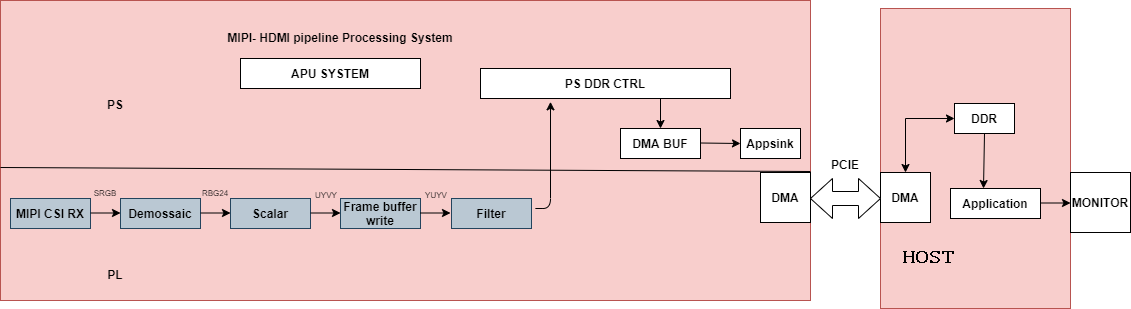 MIPI- HDMI pipeline Processing System
APU SYSTEM
PS DDR CTRL
PS
DMA BUF
Appsink
DDR
PCIE
SRGB
RBG24
UYVY
YUYV
MIPI CSI RX
Demossaic
Scalar
Frame buffer
write
Filter
DMA
DMA
Application
MONITOR
HOST
PL